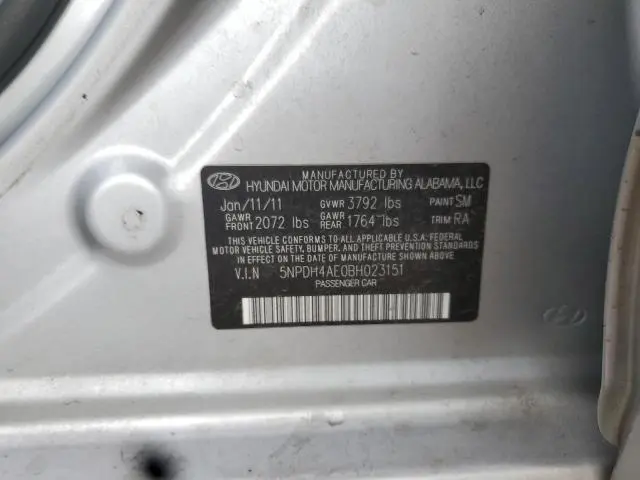 MANUFACTURED BY
HYUNDAI MOTOR MANUFACTURING ALABAMA, LLC
Jan/11/11 GVWR 3792 lbs PAINT SM
GAWR FRONT 2072 lbs GAWR REAR 1764 lbs TRIM RA
THIS VEHICLE CONFORMS TO ALL APPLICABLE U.S.A. FEDERAL
MOTOR VEHICLE SAFETY, BUMPER, AND THEFT PREVENTION
STANDARDS IN EFFECT ON THE DATE OF MANUFACTURE SHOWN ABOVE.
V.I.N 5NPDH4AE0BH023151
PASSENGER CAR